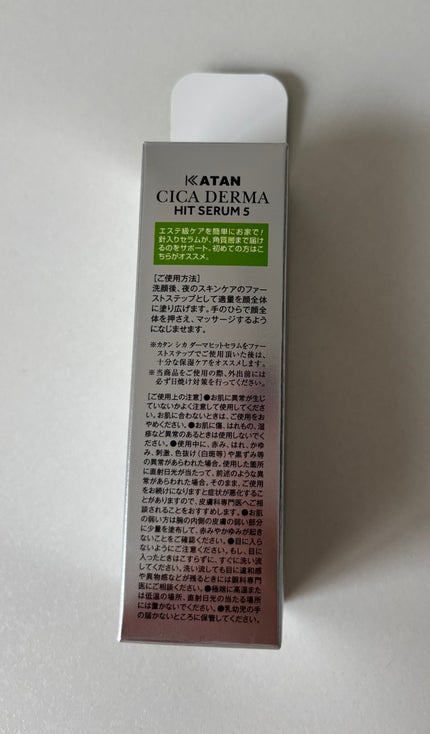 KATAN
CICA DERMA
HIT SERUM 5
エステ級ケアを簡単にお家で!
針入りセラムが、角質層まで届け
るのをサポート。初めての方はこ
ちらがオススメ。
[ご使用方法]
洗顔後、夜のスキンケアのファー
ストステップとして適量を顔全体
に塗り広げます。手のひらで顔全
体を押さえ、マッサージするよう
になじませます。
※カタン シカ ダーマヒットセラムをファー
ストステップでご使用頂いた後は、
十分な保湿ケアをオススメします。
※当商品をご使用の際、外出前には
必ず日焼け対策を行ってください。
[ご使用上の注意]●お肌に異常が生じ
ていないかよく注意して使用してくださ
い。お肌に合わないときは、ご使用をお
やめください。●お肌に傷、はれもの、湿
疹など異常のあるときは使用しないでく
ださい。●使用中に、赤み、はれ、かゆ
み、刺激、色抜け(白斑等)や黒ずみ等
の異常があらわれた場合。使用した箇所
に直射日光が当たって、前述のような異
常があらわれた場合。そのまま、ご使用
をお続けになりますと症状が悪化するこ
とがありますので、皮膚科専門医へご相
談されることをおすすめします。●お肌
の弱い方は腕の内側の皮膚の弱い部分
に少量を塗布して、赤みやかゆみが起き
ないことをご確認ください。●目に入ら
ないようにご注意ください。もし、目に
入ったときはこすらずに、すぐに洗い流
してください。洗い流しても目に違和感
や異物感などが残るときには眼科専門
医にご相談ください。●極端に高温また
は低温の場所、直射日光の当たる場所
には置かないでください。●乳幼児の手
の届かないところに保管してください。